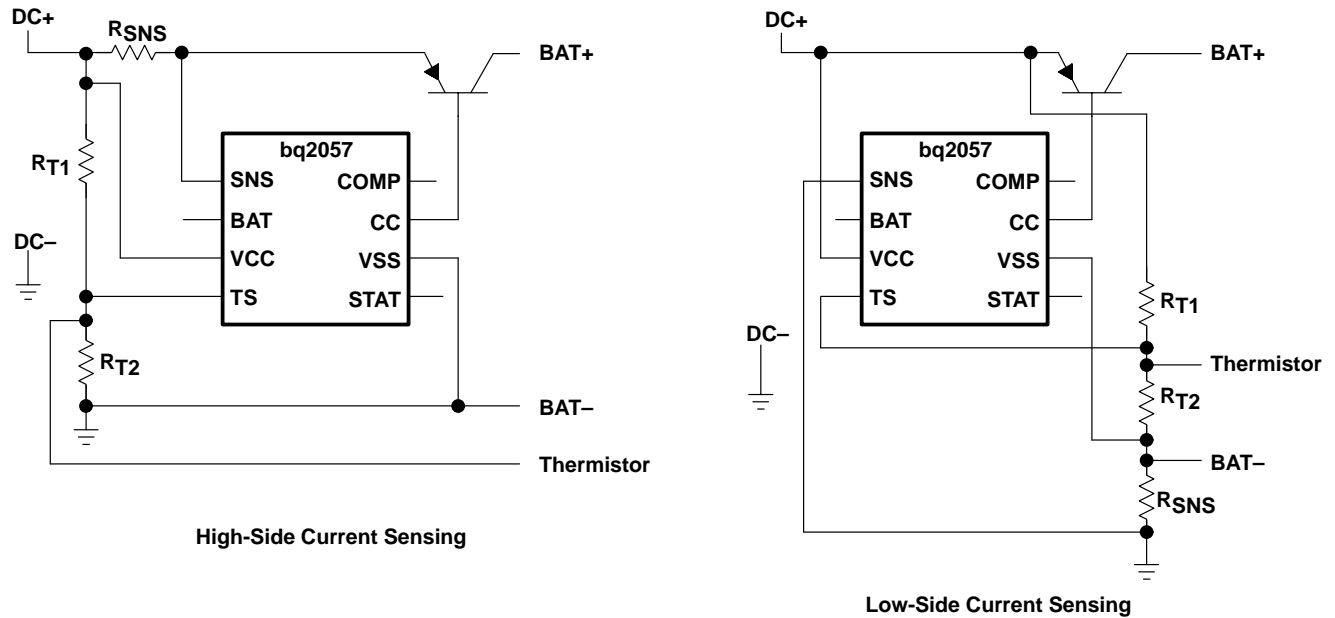 DC+
RSNS
BAT+
RT1
bq2057
SNS
COMP
BAT
CC
VCC
VSS
TS
STAT
DC–
RT2
BAT–
Thermistor
High-Side Current Sensing
DC+
BAT+
bq2057
SNS
COMP
BAT
CC
VCC
VSS
TS
STAT
RT1
DC–
Thermistor
RT2
BAT–
RSNS
Low-Side Current Sensing